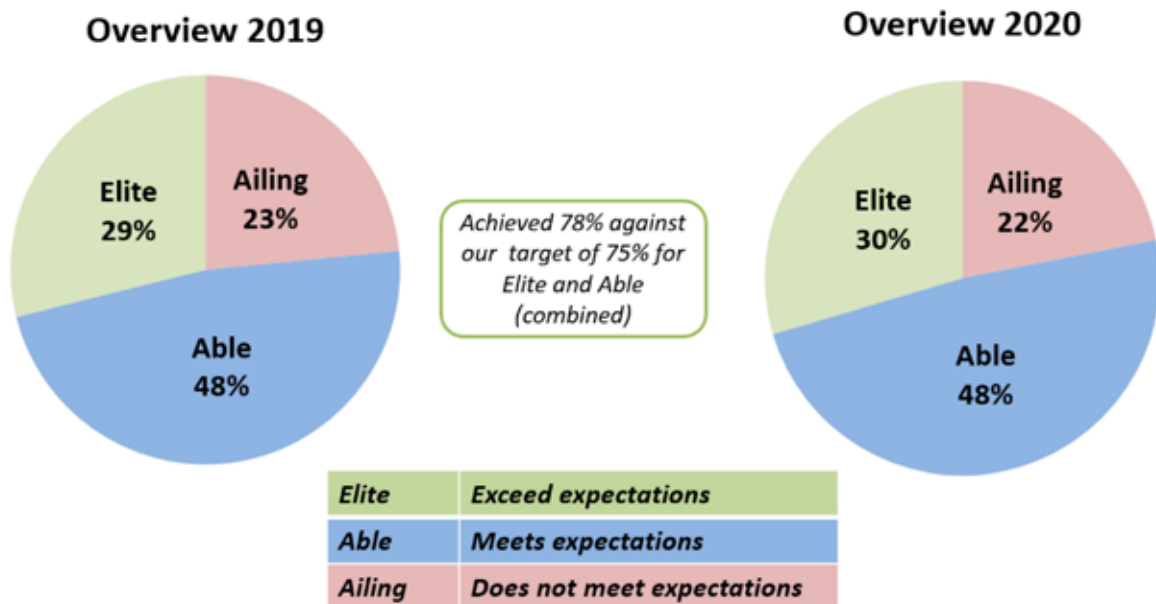 Overview 2019
Overview 2020
Elite
29%
Ailing
23%
Able
48%
Achieved 78% against
our target of 75% for
Elite and Able
(combined)
Elite
30%
Ailing
22%
Able
48%
Elite Exceed expectations
Able Meets expectations
Ailing Does not meet expectations